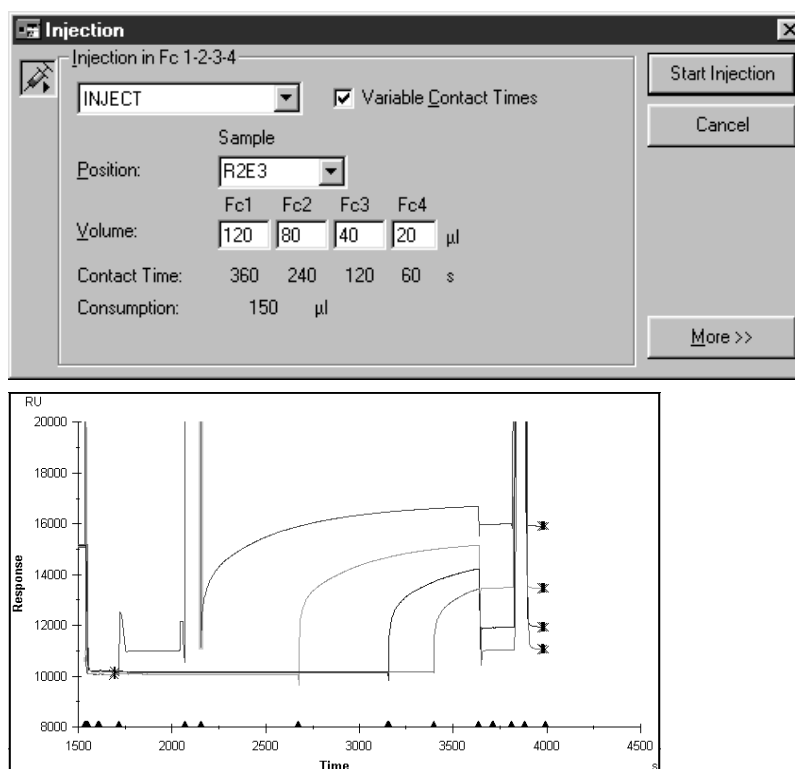 Injection
Injection in Fc 1-2-3-4
INJECT
Variable Contact Times
Start Injection
Cancel
Sample
Position: R2E3
Fc1 Fc2 Fc3 Fc4
Volume: 120 80 40 20 µl
Contact Time: 360 240 120 60 s
Consumption: 150 µl
More >>
RU
20000
18000
16000
14000
12000
10000
8000
Response
1500 2000 2500 3000 3500 4000 4500
Time s